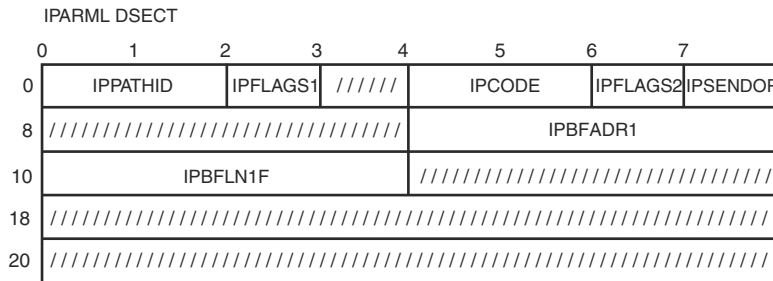 IPARML DSECT
0 1 2 3 4 5 6 7
0 IPPATHID IPFLAGS1 ////// IPCODE IPFLAGS2 IPSENDOP
8 ///////////////////////////////// IPBFADR1
10 IPBFLN1F /////////////////////////////////
18 ///////////////////////////////////////////////////////////////////
20 ///////////////////////////////////////////////////////////////////